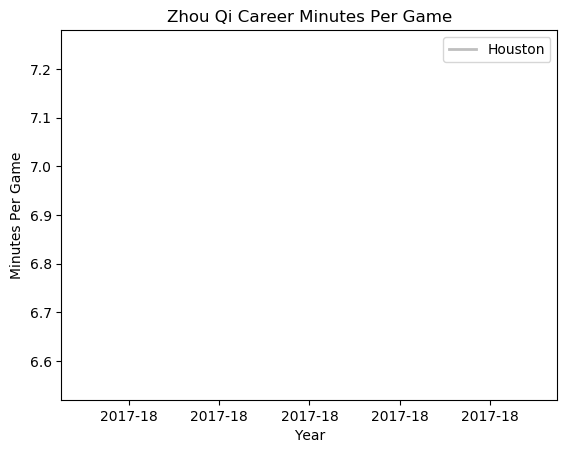 Zhou Qi Career Minutes Per Game
Houston
7.2
7.1
7.0
6.9
6.8
6.7
6.6
Minutes Per Game
2017-18 2017-18 2017-18 2017-18 2017-18
Year